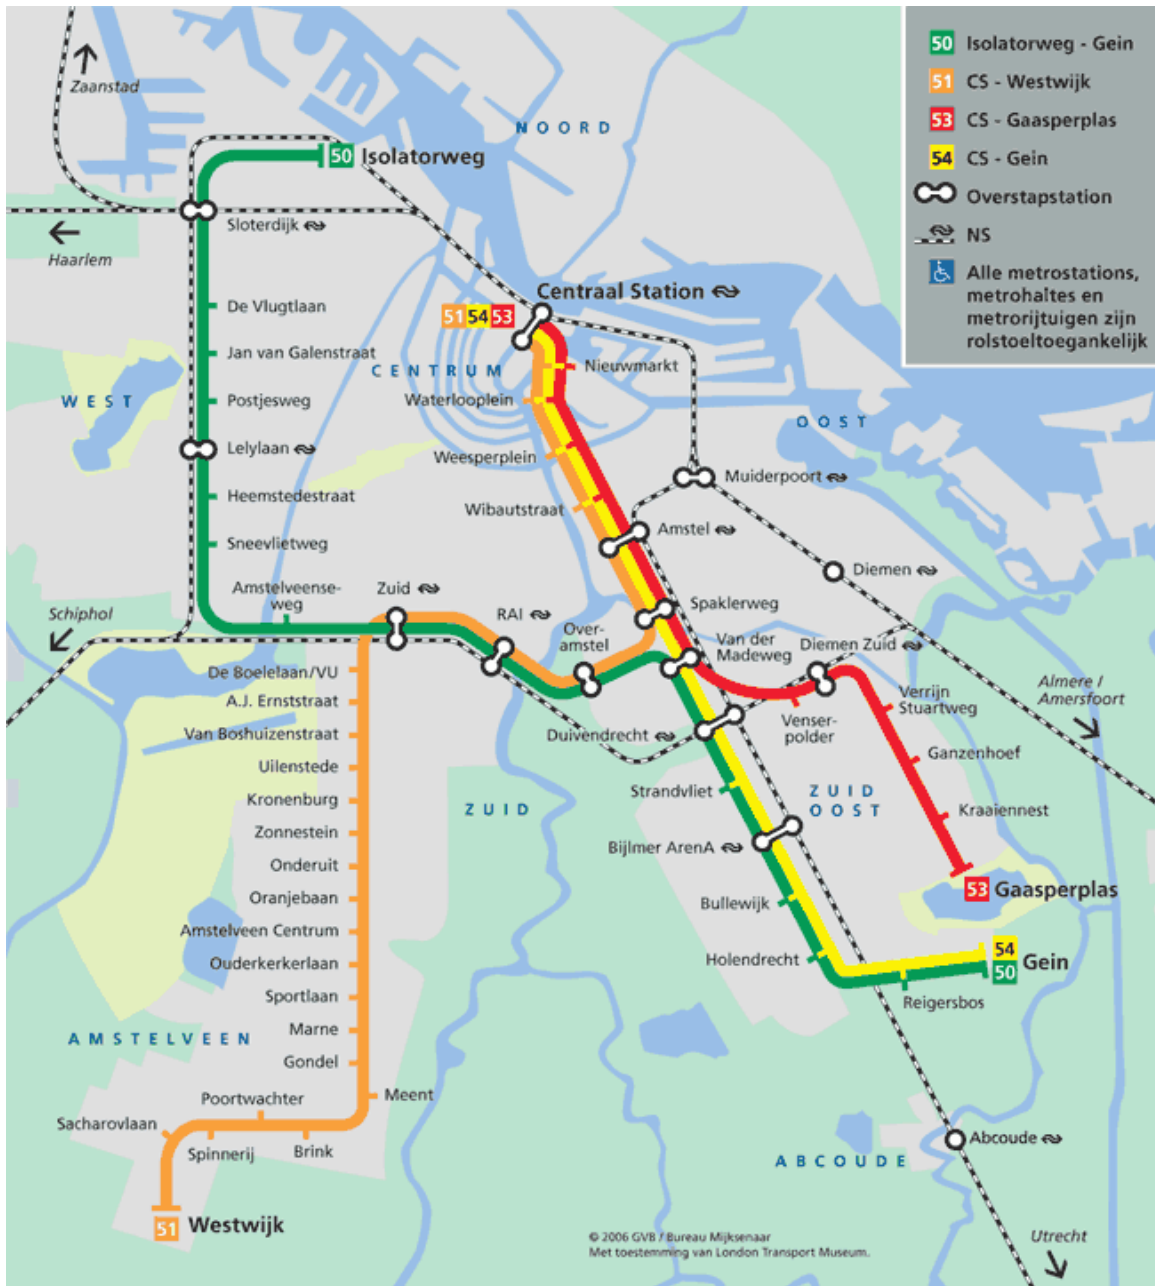 50 Isolatorweg - Gein
51 CS - Westwijk
53 CS - Gaasperplas
54 CS - Gein
Overstapstation
NS
Alle metrostations,
metrohaltes en
metrorijtuigen zijn
rolstoeltoegankelijk
Zaanstad
NOORD
50 Isolatorweg
Sloterdijk
Haarlem
Centraal Station
51 54 53
De Vlugtlaan
Jan van Galenstraat
CENTRUM
Nieuwmarkt
WEST
Postjesweg
Waterlooplein
OOST
Lelylaan
Weesperplein
Muiderpoort
Heemstedestraat
Wibautstraat
Amstel
Sneevlietweg
Diemen
Amstelveense-
weg
Zuid
Schiphol
RAI
Over-
amstel
Spaklerweg
Van der
Madeweg
Diemen Zuid
De Boelelaan/VU
A.J. Ernststraat
Verrijn
Stuartweg
Almere /
Amersfoort
Van Boshuizenstraat
Duivendrecht
Venser-
polder
Ganzenhoef
Uilenstede
Strandvliet
ZUID
OOST
Kronenburg
ZUID
Kraaiennest
Zonnestein
Bijlmer ArenA
Onderuit
53 Gaasperplas
Oranjebaan
Bullewijk
Amstelveen Centrum
Holendrecht
54
50
Gein
Ouderkerkerlaan
Sportlaan
Reigersbos
Marne
AMSTELVEEN
Gondel
Meent
Poortwachter
Sacharovlaan
Spinnerij
Brink
Abcoude
ABCOUDE
51 Westwijk
© 2006 GVB / Bureau Mijksenaar
Met toestemming van London Transport Museum.
Utrecht